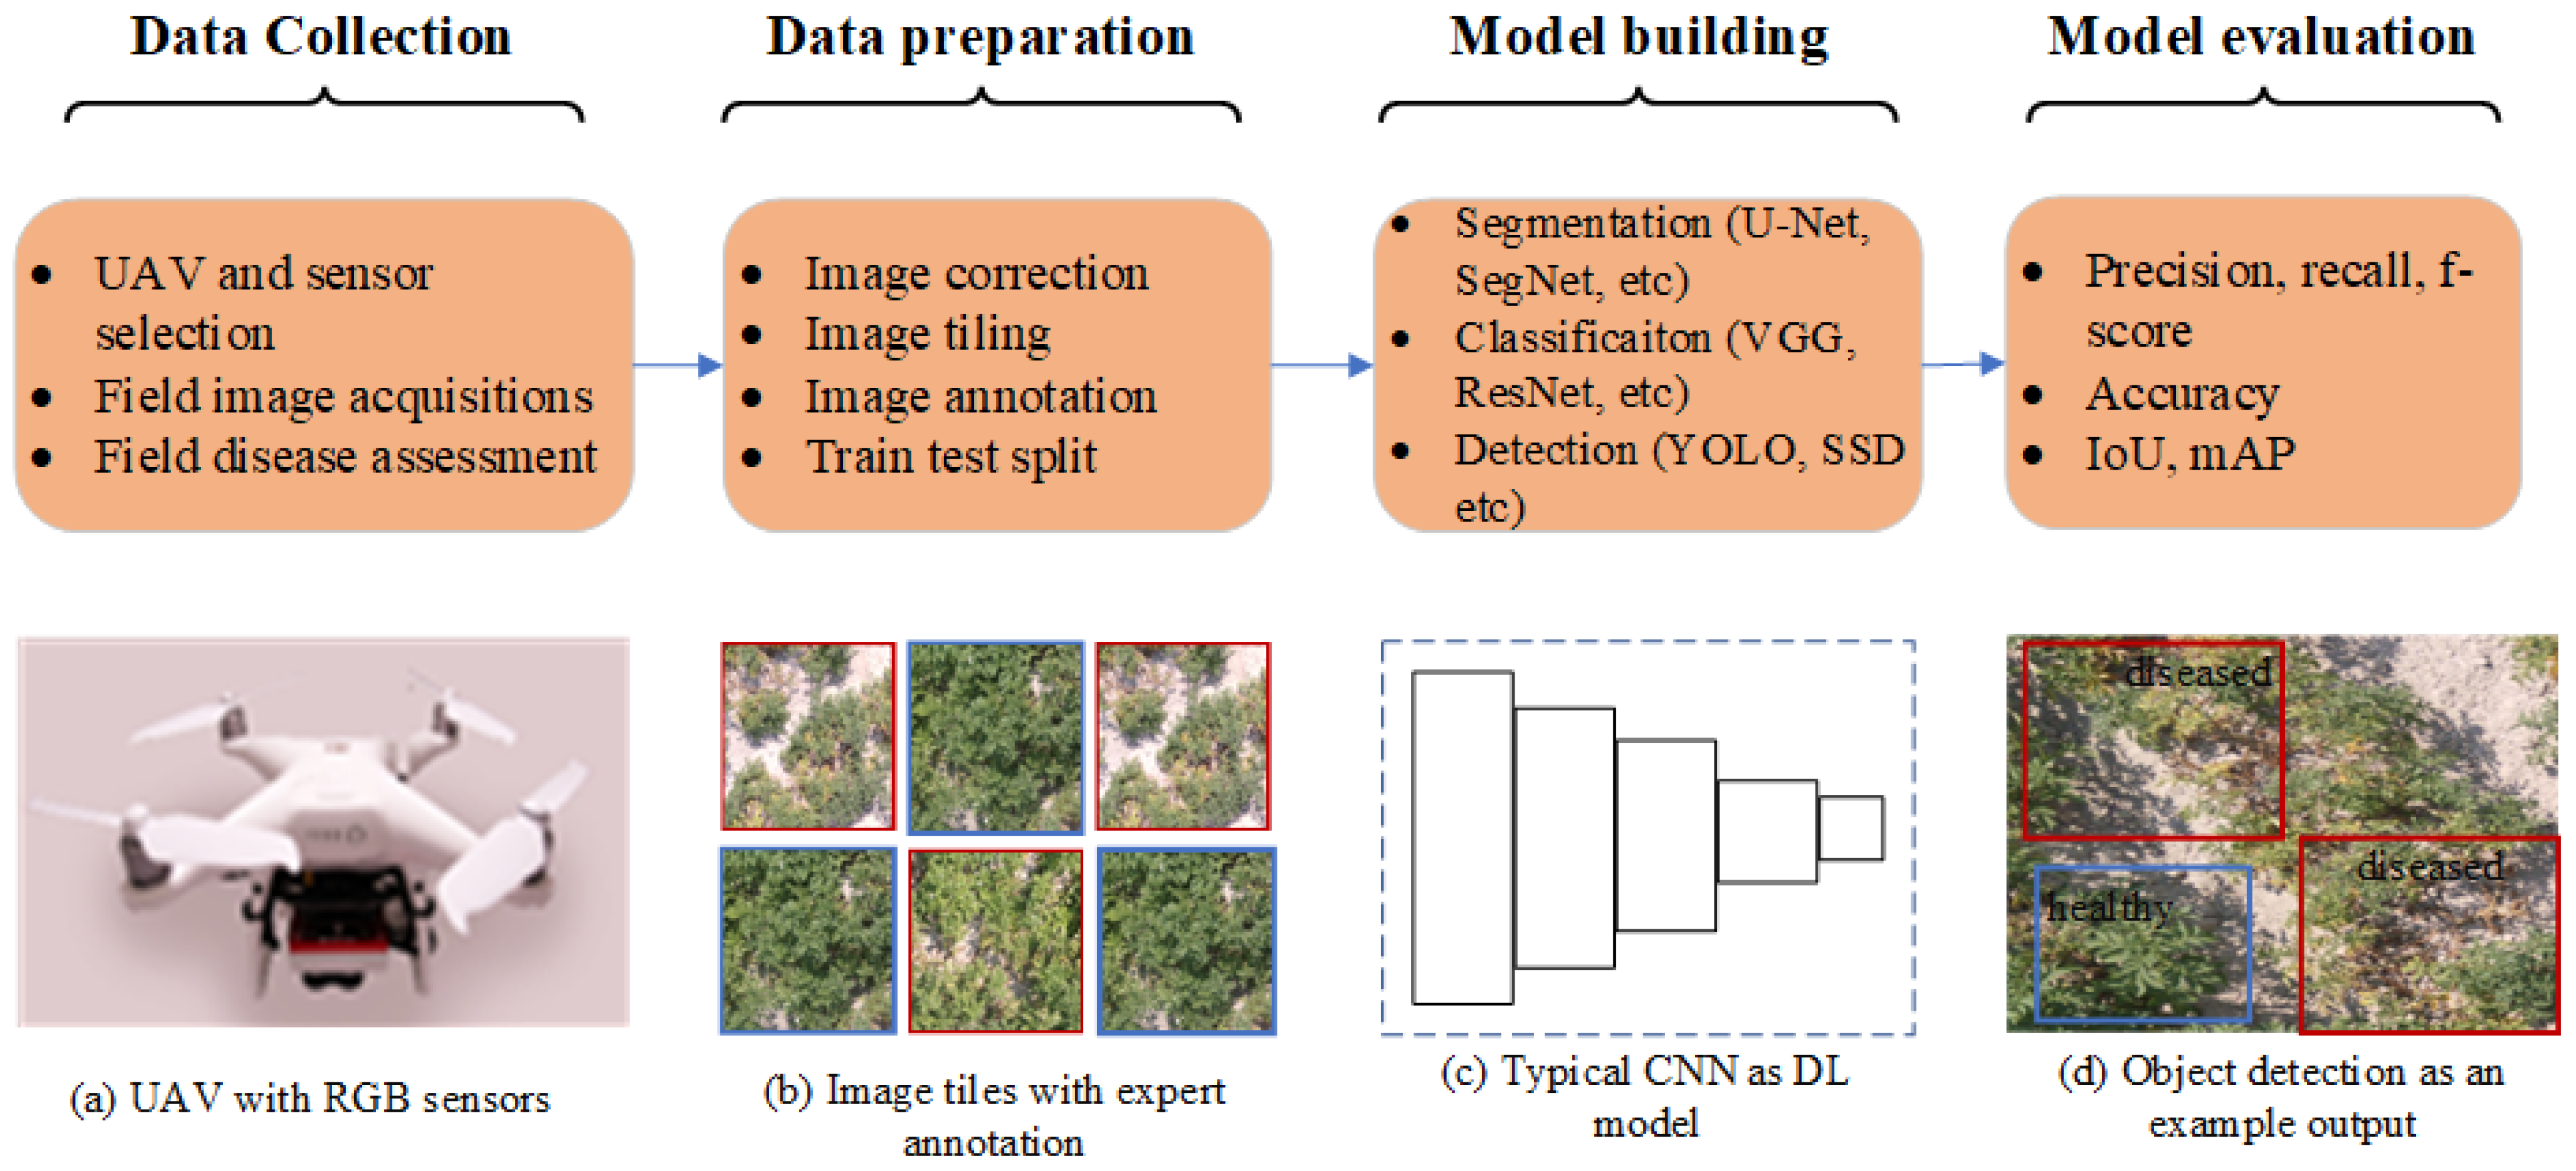 Data Collection
Data preparation
Model building
Model evaluation
● UAV and sensor
selection
● Field image acquisitions
● Field disease assessment
● Image correction
● Image tiling
● Image annotation
● Train test split
● Segmentation (U-Net,
SegNet, etc)
● Classificaiton (VGG,
ResNet, etc)
● Detection (YOLO, SSD
etc)
● Precision, recall, f-
score
● Accuracy
● IoU, mAP
diseased
diseased
healthy
(a) UAV with RGB sensors
(b) Image tiles with expert
annotation
(c) Typical CNN as DL
model
(d) Object detection as an
example output